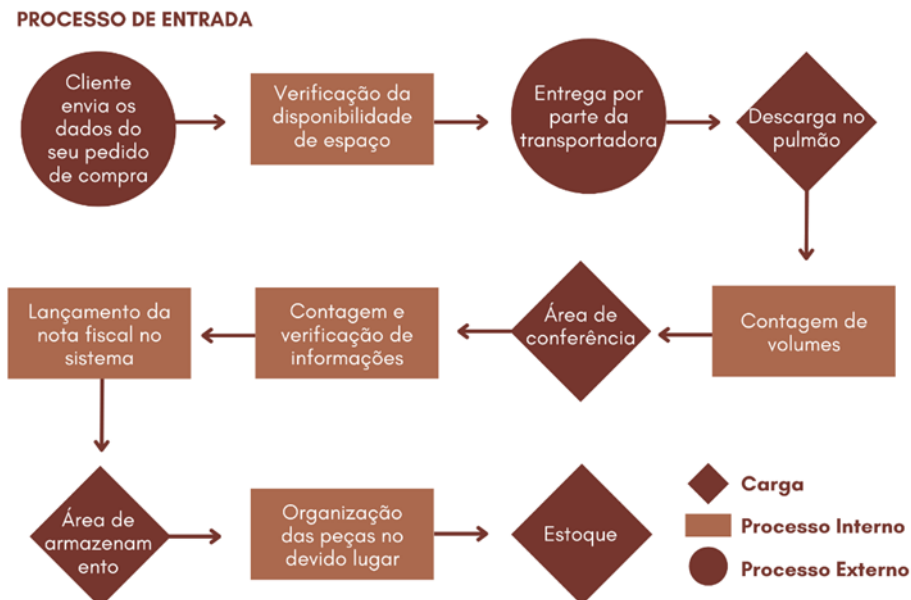 PROCESSO DE ENTRADA
Cliente
envia os
dados do
seu pedido
de compra
Verificação da
disponibilidade
de espaço
Entrega por
parte da
transportadora
Descarga no
pulmão
Contagem de
volumes
Área de
conferência
Contagem e
verificação de
informações
Lançamento da
nota fiscal no
sistema
Área de
armazenam
ento
Organização
das peças no
devido lugar
Estoque
Carga
Processo Interno
Processo Externo